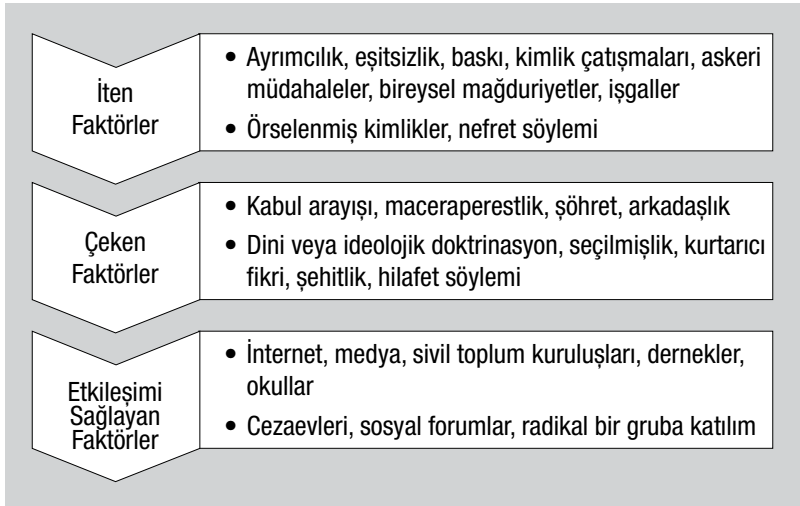 İten
Faktörler
• Ayrımcılık, eşitsizlik, baskı, kimlik çatışmaları, askeri
müdahaleler, bireysel mağduriyetler, işgaller
• Örselenmiş kimlikler, nefret söylemi
Çeken
Faktörler
• Kabul arayışı, maceraperestlik, şöhret, arkadaşlık
• Dini veya ideolojik doktrinasyon, seçilmişlik, kurtarıcı
fikri, şehitlik, hilafet söylemi
Etkileşimi
Sağlayan
Faktörler
• İnternet, medya, sivil toplum kuruluşları, dernekler,
okullar
• Cezaevleri, sosyal forumlar, radikal bir gruba katılım